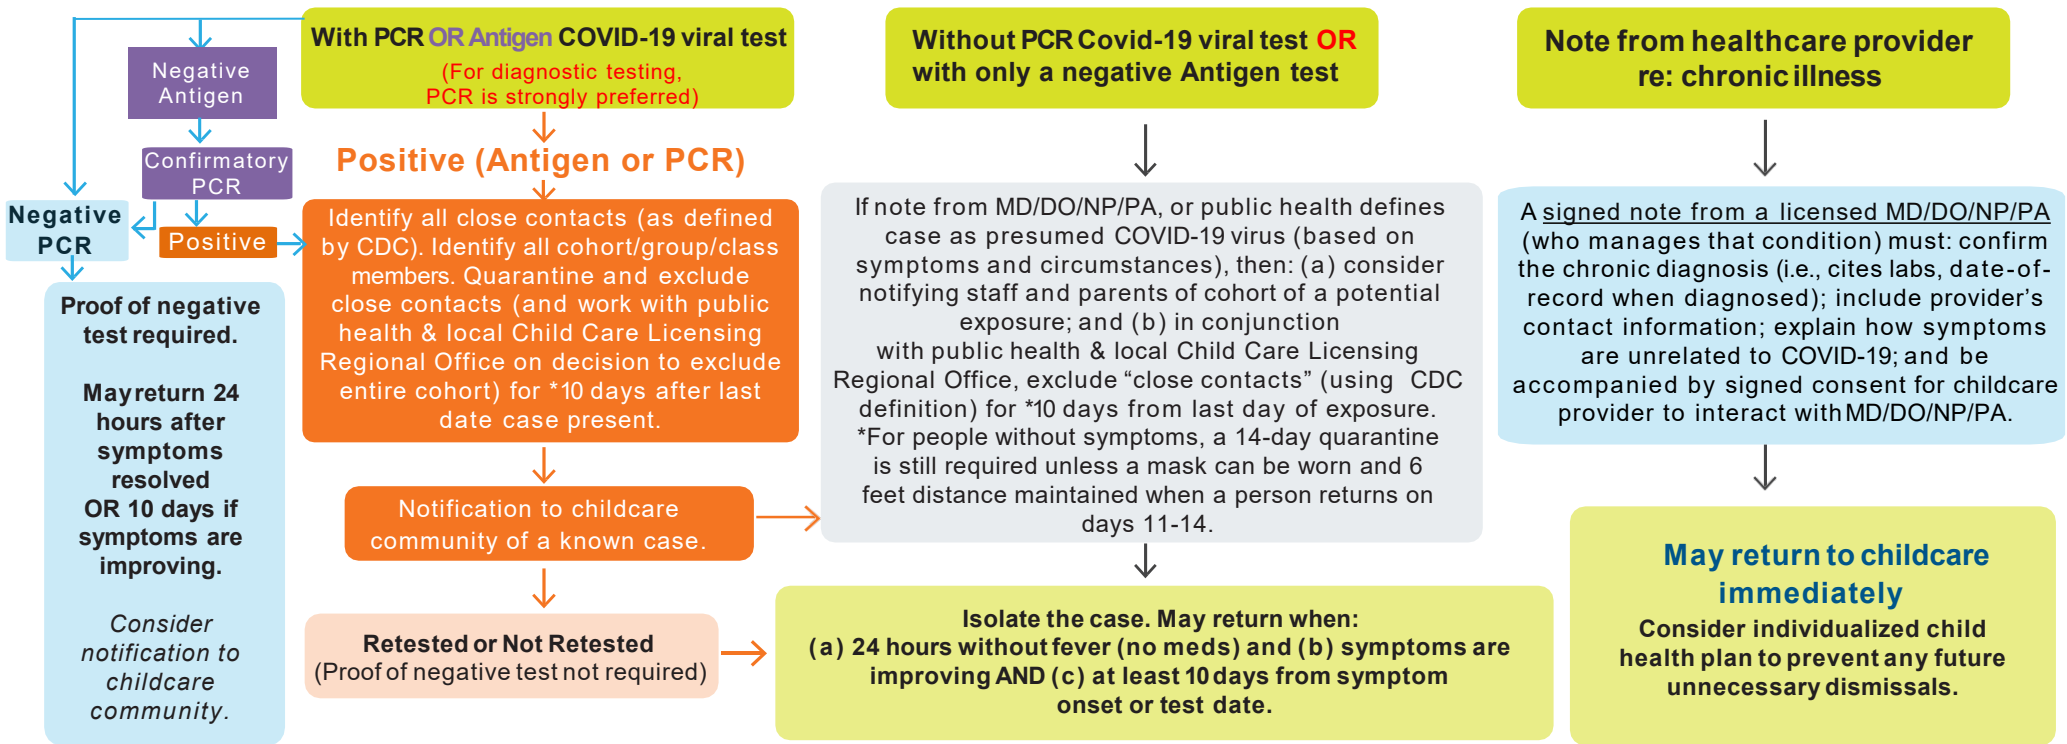 With PCR OR Antigen COVID-19 viral test
(For diagnostic testing,
PCR is strongly preferred)
Negative
Antigen
Confirmatory
PCR
Negative
PCR
Positive
Proof of negative
test required.
May return 24
hours after
symptoms
resolved
OR 10 days if
symptoms are
improving.
Consider
notification to
childcare
community.
Positive (Antigen or PCR)
Identify all close contacts (as defined
by CDC). Identify all cohort/group/class
members. Quarantine and exclude
close contacts (and work with public
health & local Child Care Licensing
Regional Office on decision to exclude
entire cohort) for *10 days after last
date case present.
Notification to childcare
community of a known case.
Retested or Not Retested
(Proof of negative test not required)
Without PCR Covid-19 viral test OR
with only a negative Antigen test
If note from MD/DO/NP/PA, or public health defines
case as presumed COVID-19 virus (based on
symptoms and circumstances), then: (a) consider
notifying staff and parents of cohort of a potential
exposure; and (b) in conjunction
with public health & local Child Care Licensing
Regional Office, exclude “close contacts” (using CDC
definition) for *10 days from last day of exposure.
*For people without symptoms, a 14-day quarantine
is still required unless a mask can be worn and 6
feet distance maintained when a person returns on
days 11-14.
Isolate the case. May return when:
(a) 24 hours without fever (no meds) and (b) symptoms are
improving AND (c) at least 10 days from symptom
onset or test date.
Note from healthcare provider
re: chronic illness
A signed note from a licensed MD/DO/NP/PA
(who manages that condition) must: confirm
the chronic diagnosis (i.e., cites labs, date-of-
record when diagnosed); include provider’s
contact information; explain how symptoms
are unrelated to COVID-19; and be
accompanied by signed consent for childcare
provider to interact with MD/DO/NP/PA.
May return to childcare
immediately
Consider individualized child
health plan to prevent any future
unnecessary dismissals.